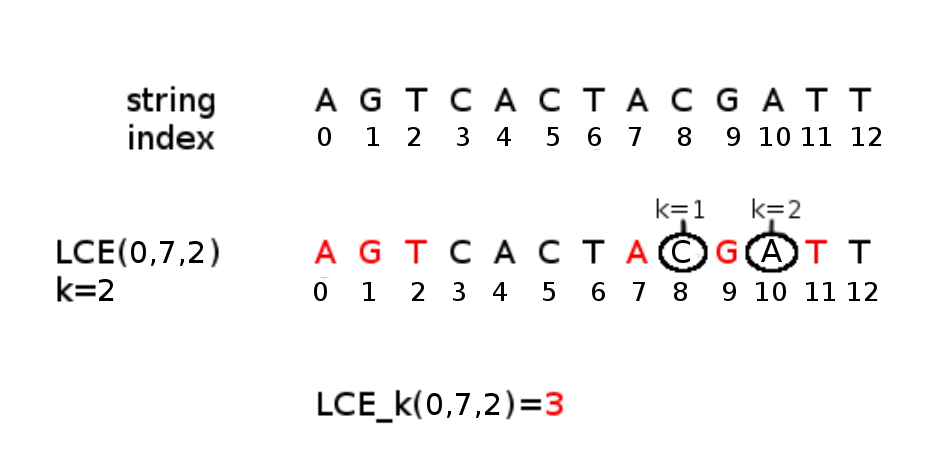 string A G T C A C T A C G A T T
index 0 1 2 3 4 5 6 7 8 9 10 11 12
k=1 k=2
LCE(0,7,2) A G T C A C T A C G A T T
k=2 0 1 2 3 4 5 6 7 8 9 10 11 12
LCE_k(0,7,2)=3